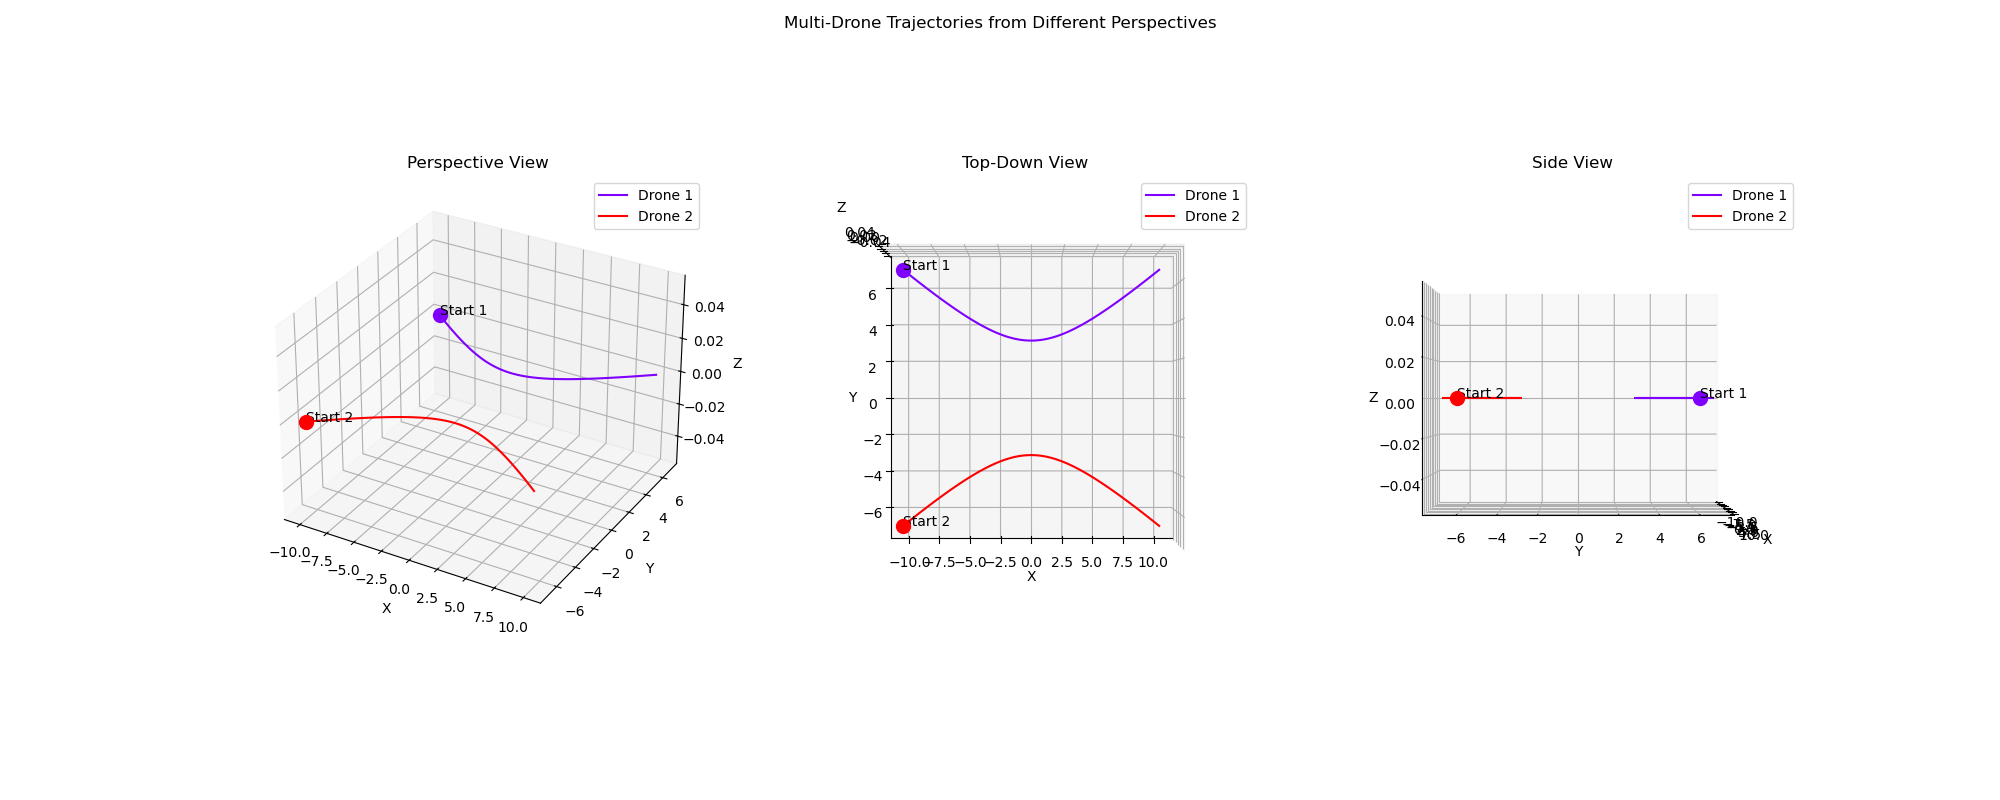 Multi-Drone Trajectories from Different Perspectives
Perspective View
Drone 1
Drone 2
Start 1
Start 2
0.04
0.02
0.00
−0.02
−0.04
Z
6
4
2
0
−2
−4
−6
Y
−10.0
−7.5
−5.0
−2.5
0.0
2.5
5.0
7.5
10.0
X
Top-Down View
Drone 1
Drone 2
Z
0.04
−0.04
Start 1
Start 2
6
4
2
0
−2
−4
−6
Y
−10.0 −7.5 −5.0 −2.5 0.0 2.5 5.0 7.5 10.0
X
Side View
Drone 1
Drone 2
Start 2
Start 1
0.04
0.02
0.00
−0.02
−0.04
Z
−6 −4 −2 0 2 4 6
Y
−10.0
X